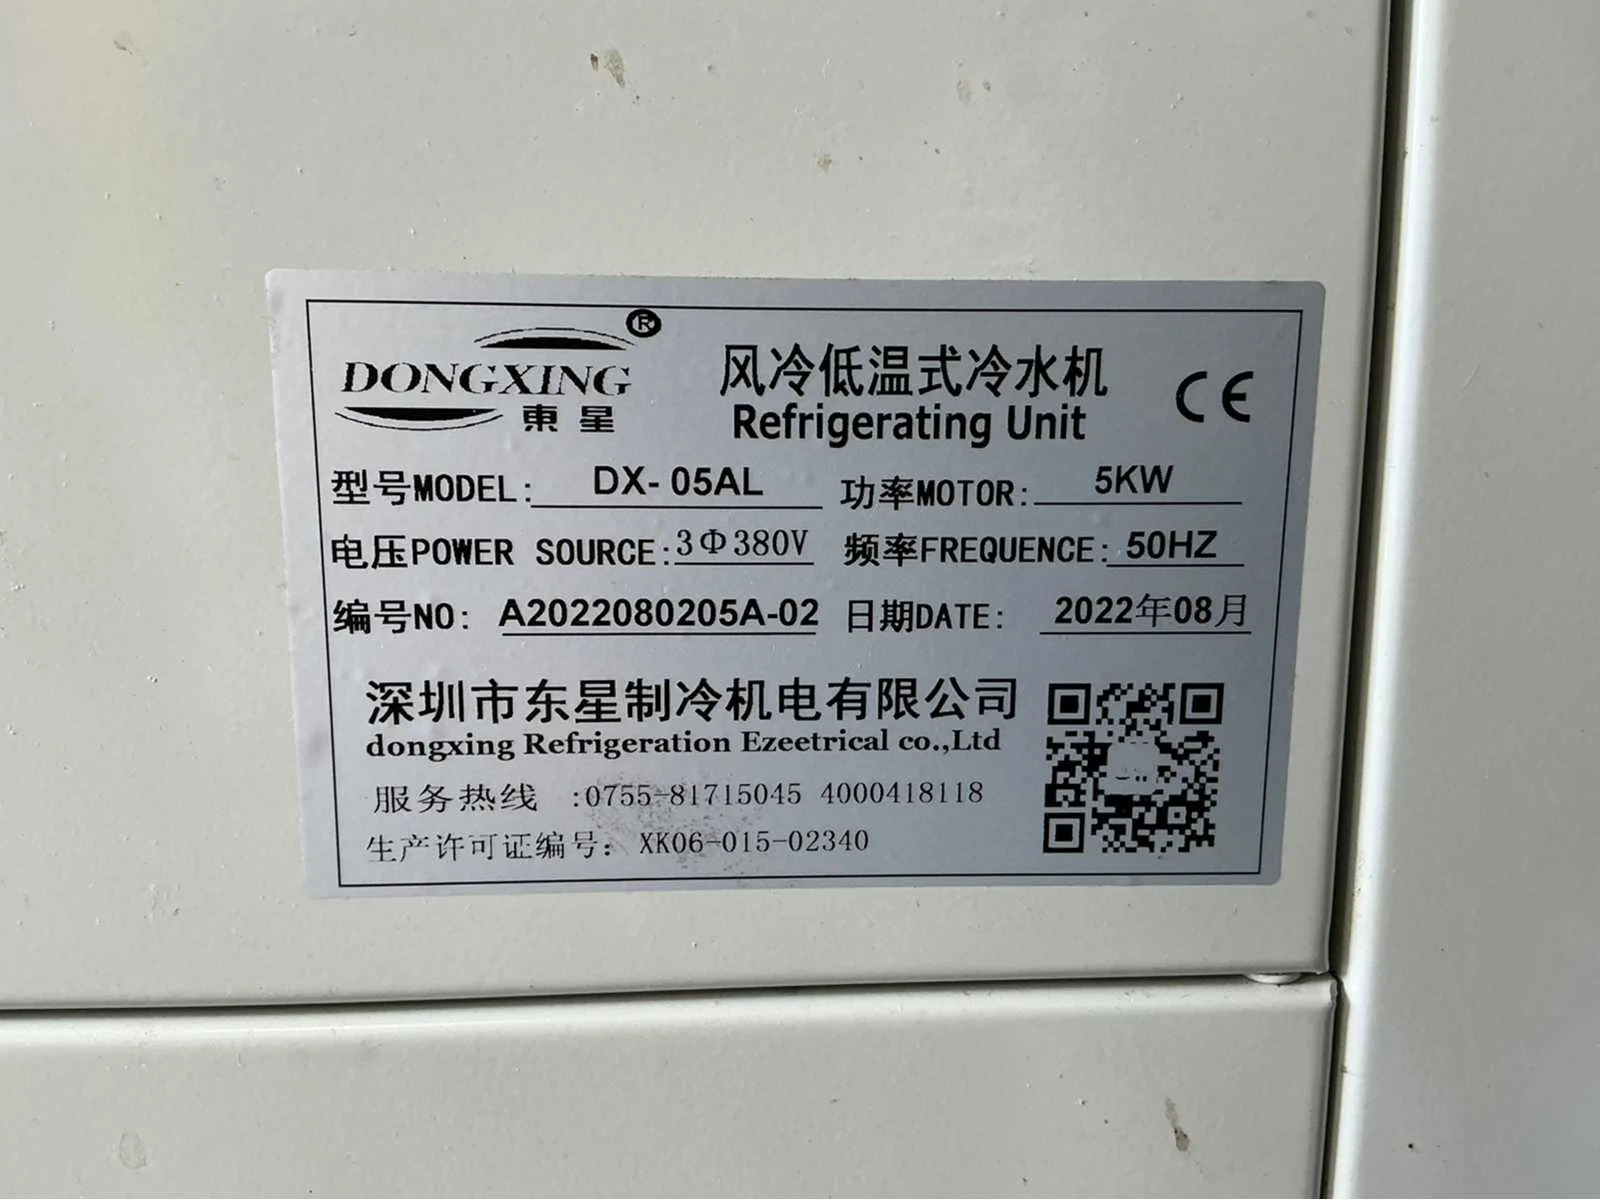 DONGXING®
東星
风冷低温式冷水机
Refrigerating Unit
CE
型号MODEL: DX-05AL 功率MOTOR: 5KW
电压POWER SOURCE:3Φ380V 频率FREQUENCE: 50HZ
编号NO: A2022080205A-02 日期DATE: 2022年08月
深圳市东星制冷机电有限公司
dongxing Refrigeration Ezeetrical co.,Ltd
服务热线 :0755-81715045 4000418118
生产许可证编号: XK06-015-02340